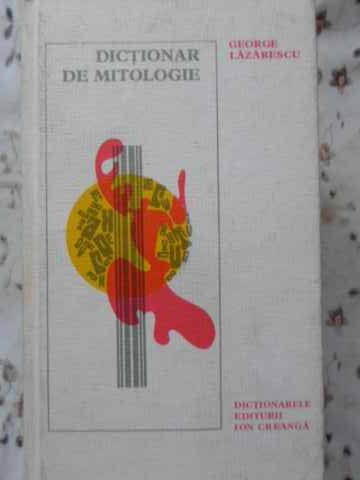 DICȚIONAR
DE MITOLOGIE
GEORGE
LĂZĂRESCU
DICȚIONARELE
EDITURII
ION CREANGĂ